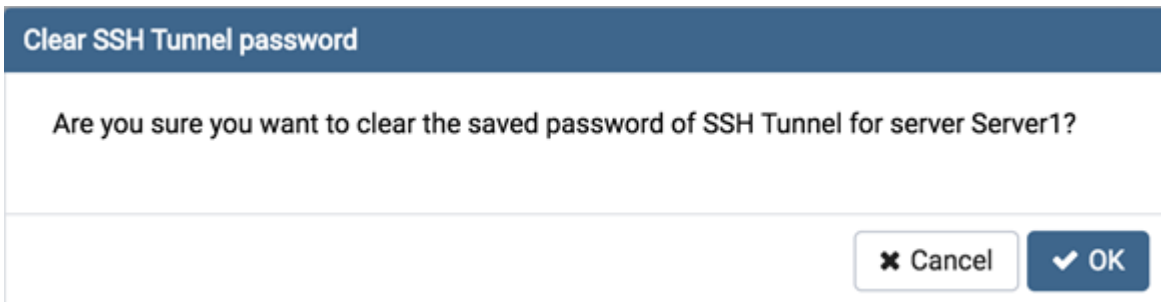 Clear SSH Tunnel password
Are you sure you want to clear the saved password of SSH Tunnel for server Server1?
Cancel
OK